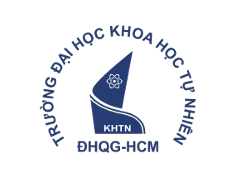 TRƯỜNG ĐẠI HỌC KHOA HỌC TỰ NHIÊN
KHTN
ĐHQG-HCM